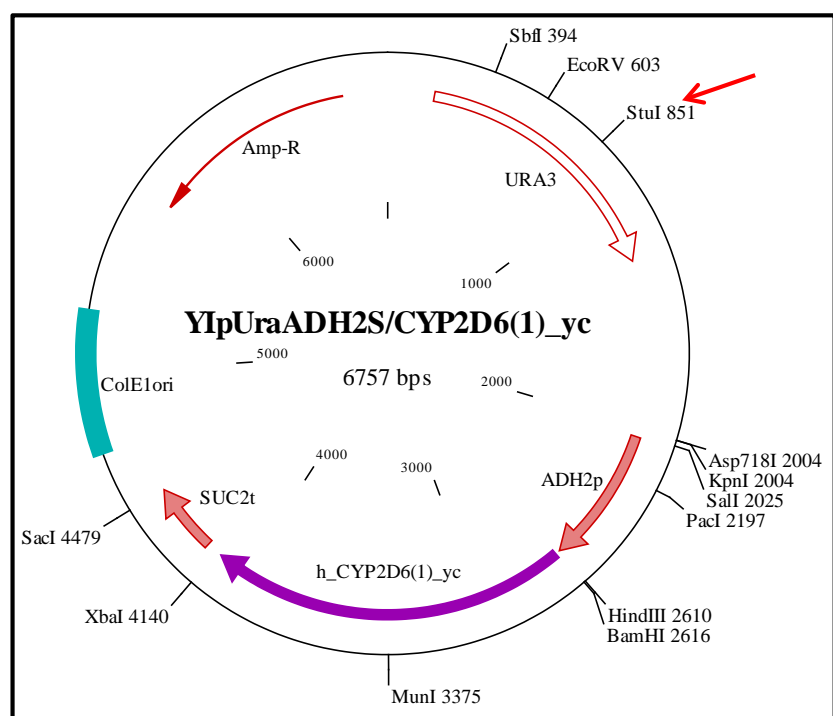 SbfI 394
EcoRV 603
StuI 851
Amp-R
URA3
6000
1000
YIpUraADH2S/CYP2D6(1)_yc
5000
6757 bps
2000
ColE1ori
4000
3000
Asp718I 2004
KpnI 2004
SalI 2025
PacI 2197
ADH2p
SUC2t
SacI 4479
h_CYP2D6(1)_yc
XbaI 4140
HindIII 2610
BamHI 2616
MunI 3375